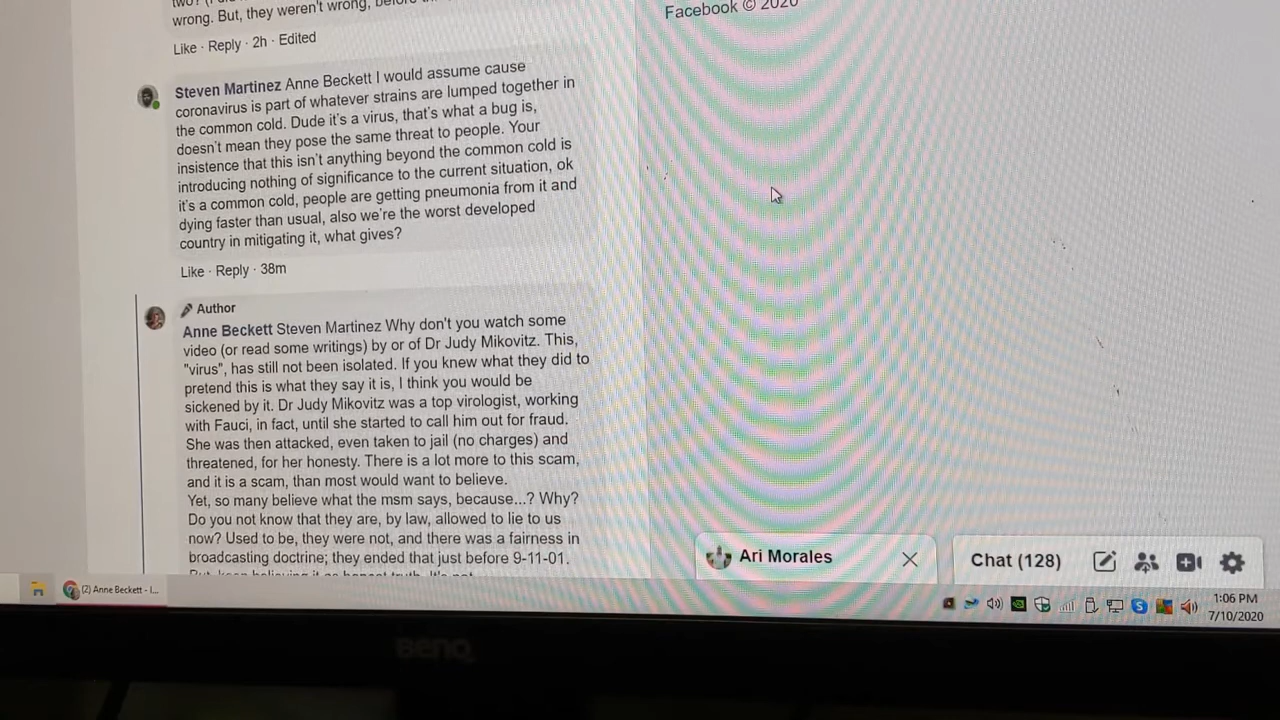 wrong. But, they weren't wrong,
Like · Reply · 2h · Edited
Facebook © 2020
Steven Martinez Anne Beckett I would assume cause
coronavirus is part of whatever strains are lumped together in
the common cold. Dude it's a virus, that's what a bug is,
doesn't mean they pose the same threat to people. Your
insistence that this isn't anything beyond the common cold is
introducing nothing of significance to the current situation, ok
it's a common cold, people are getting pneumonia from it and
dying faster than usual, also we're the worst developed
country in mitigating it, what gives?
Like · Reply · 38m
Author
Anne Beckett Steven Martinez Why don't you watch some
video (or read some writings) by or of Dr Judy Mikovitz. This,
"virus", has still not been isolated. If you knew what they did to
pretend this is what they say it is, I think you would be
sickened by it. Dr Judy Mikovitz was a top virologist, working
with Fauci, in fact, until she started to call him out for fraud.
She was then attacked, even taken to jail (no charges) and
threatened, for her honesty. There is a lot more to this scam,
and it is a scam, than most would want to believe.
Yet, so many believe what the msm says, because...? Why?
Do you not know that they are, by law, allowed to lie to us
now? Used to be, they were not, and there was a fairness in
broadcasting doctrine; they ended that just before 9-11-01.
Ari Morales
Chat (128)
(2) Anne Beckett - I...
1:06 PM
7/10/2020
BenQ